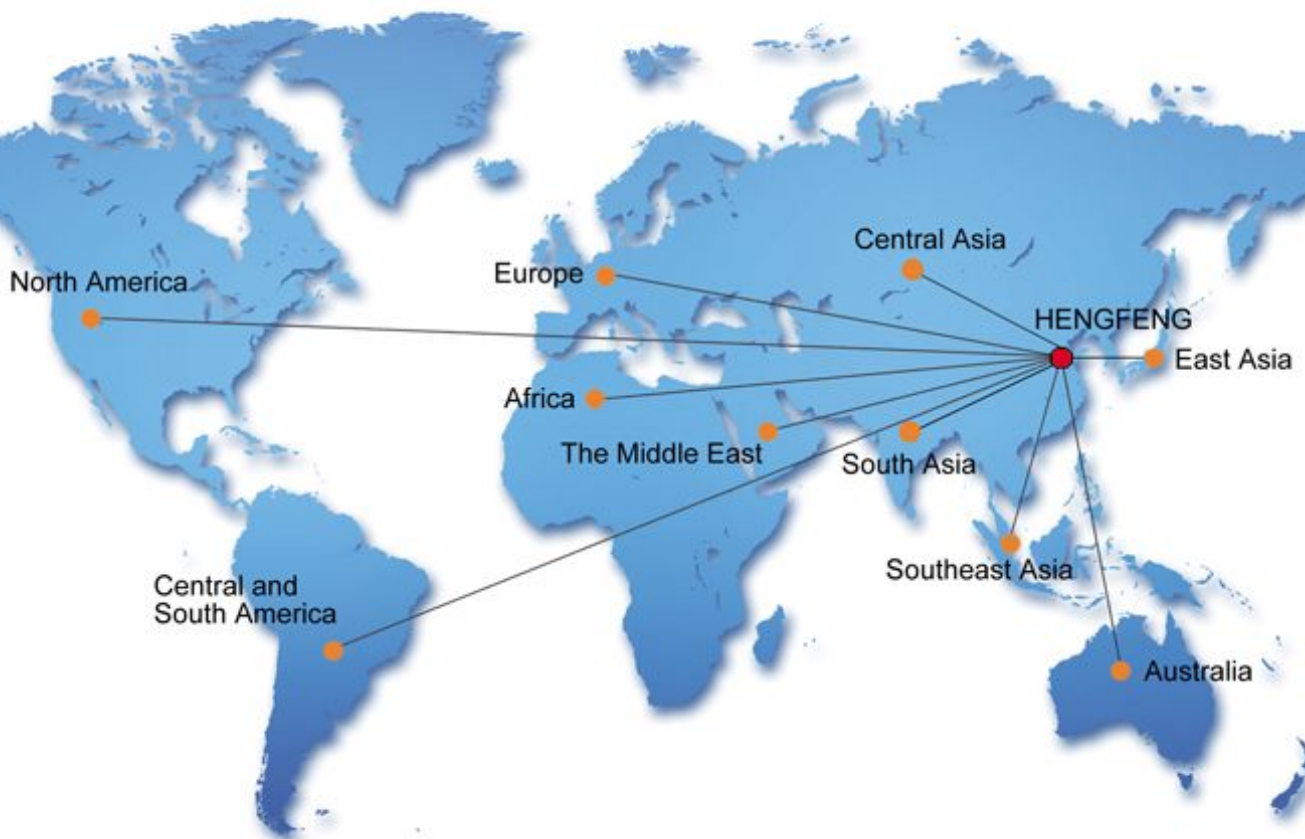 Central Asia
North America
Europe
HENGFENG
East Asia
Africa
The Middle East
South Asia
Southeast Asia
Central and
South America
Australia